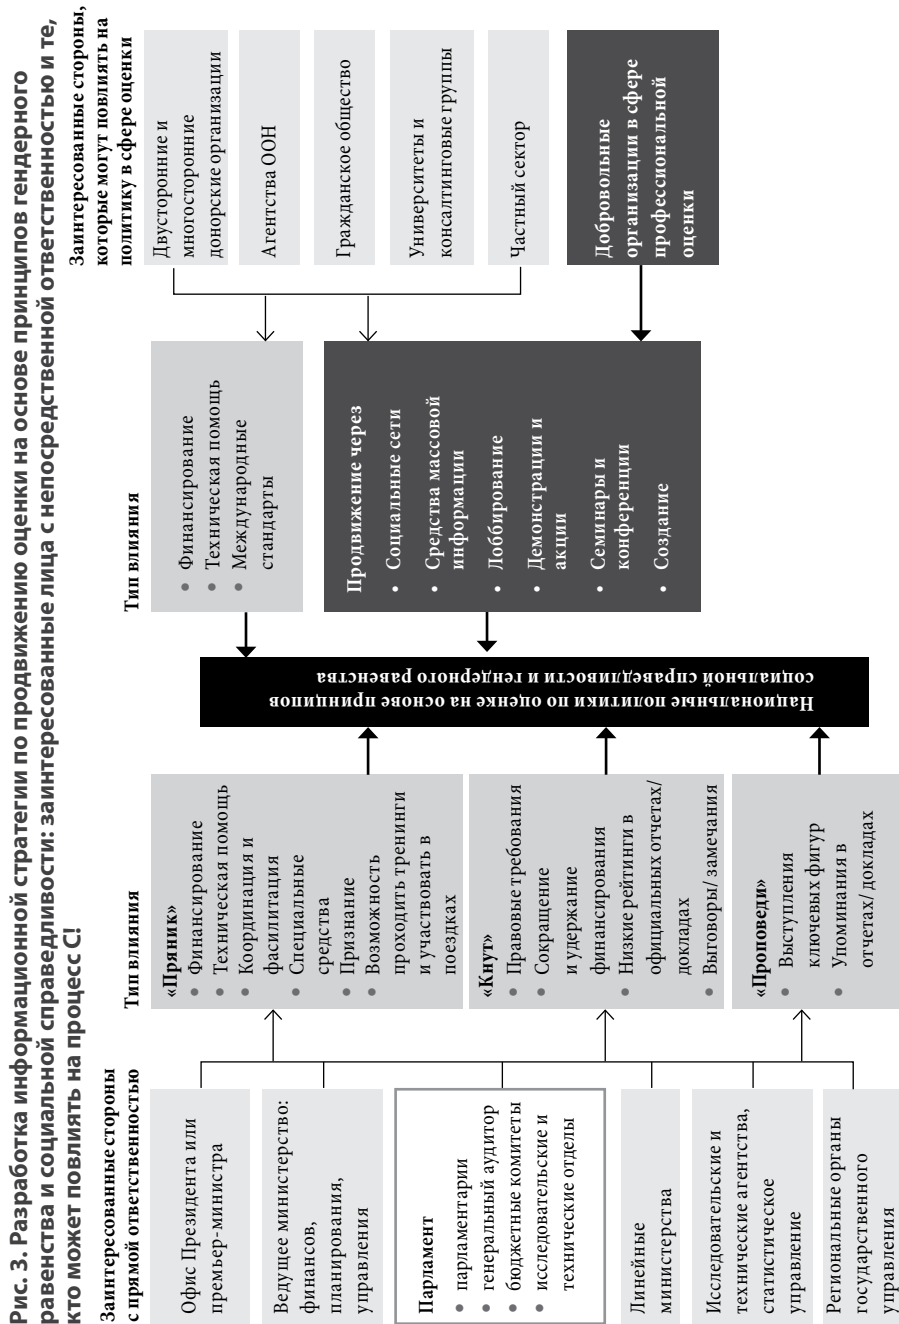 Рис. 3. Разработка информационной стратегии по продвижению оценки на основе принципов гендерного
равенства и социальной справедливости: заинтересованные лица с непосредственной ответственностью и те,
кто может повлиять на процесс С!
Заинтересованные стороны
с прямой ответственностью
Офис Президента или
премьер-министра
Ведущее министерство:
финансов,
планирования,
управления
Парламент
• парламентарии
• генеральный аудитор
• бюджетные комитеты
• исследовательские и
технические отделы
Линейные
министерства
Исследовательские и
технические агентства,
статистическое
управление
Региональные органы
государственного
управления
Тип влияния
«Пряник»
• Финансирование
• Техническая помощь
• Координация и
фасилитация
• Специальные
средства
• Признание
• Возможность
проходить тренинги
и участвовать в
поездках
«Кнут»
• Правовые требования
• Сокращение
и удержание
финансирования
• Низкие рейтинги в
официальных отчетах/
докладах
• Выговоры/ замечания
«Проповеди»
• Выступления
ключевых фигур
• Упоминания в
отчетах/ докладах
Национальные политики по оценке на основе принципов
социальной справедливости и гендерного равенства
Тип влияния
• Финансирование
• Техническая помощь
• Международные
стандарты
Продвижение через
• Социальные сети
• Средства массовой
информации
• Лоббирование
• Демонстрации и
акции
• Семинары и
конференции
• Создание
Заинтересованные стороны,
которые могут повлиять на
политику в сфере оценки
Двусторонние и
многосторонние
донорские организации
Агентства ООН
Гражданское общество
Университеты и
консалтинговые группы
Частный сектор
Добровольные
организации в сфере
профессиональной
оценки